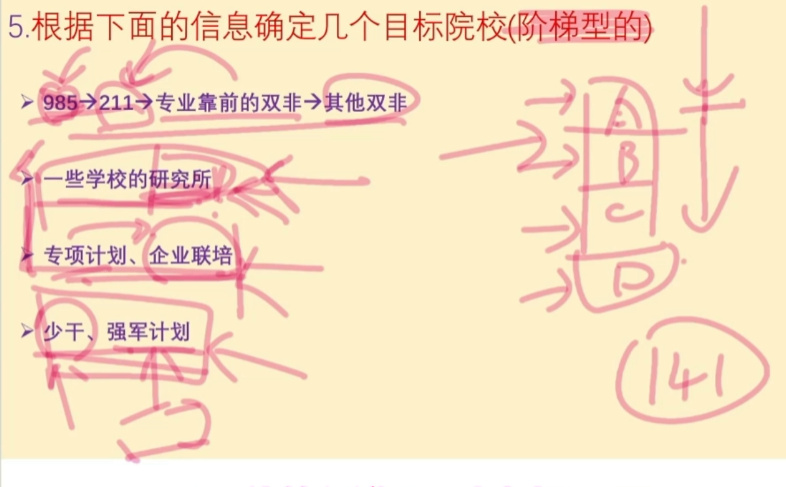 5.根据下面的信息确定几个目标院校(阶梯型的)
➢ 985→211→专业靠前的双非→其他双非
➢ 一些学校的研究所
➢ 专项计划、企业联培
➢ 少干、强军计划
A
B
C
D
141